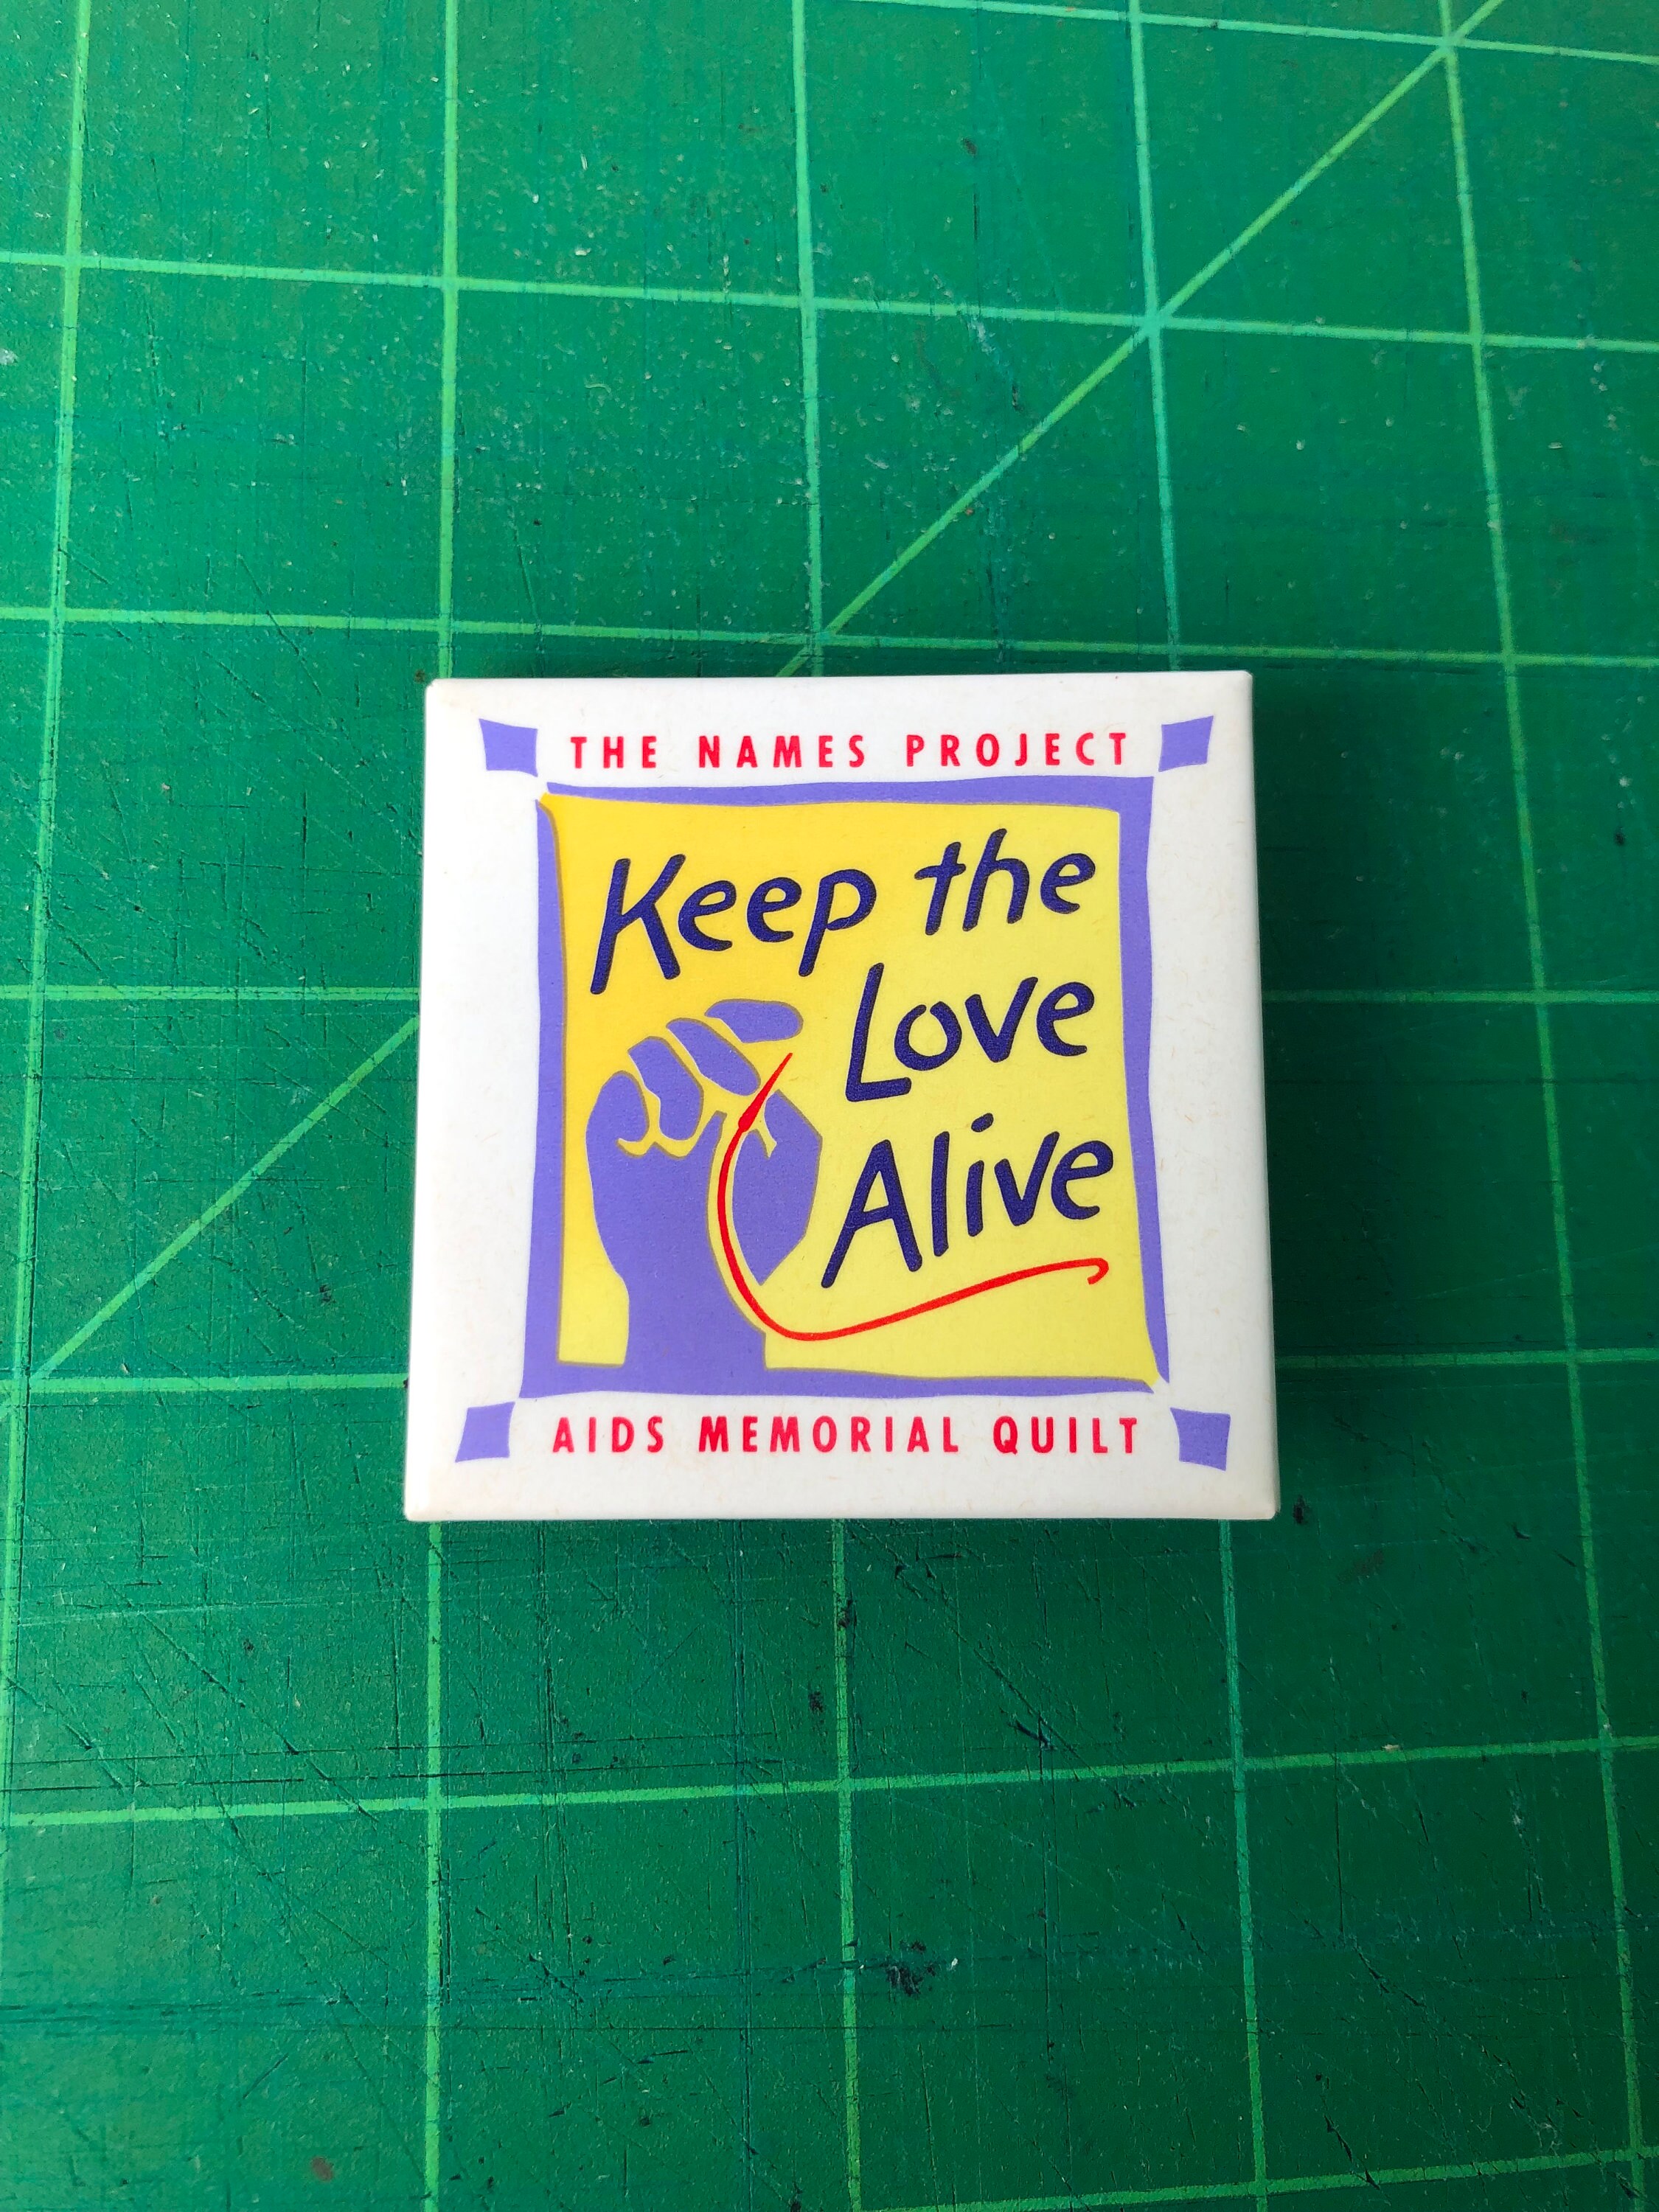 THE NAMES PROJECT
Keep the
Love
Alive
AIDS MEMORIAL QUILT